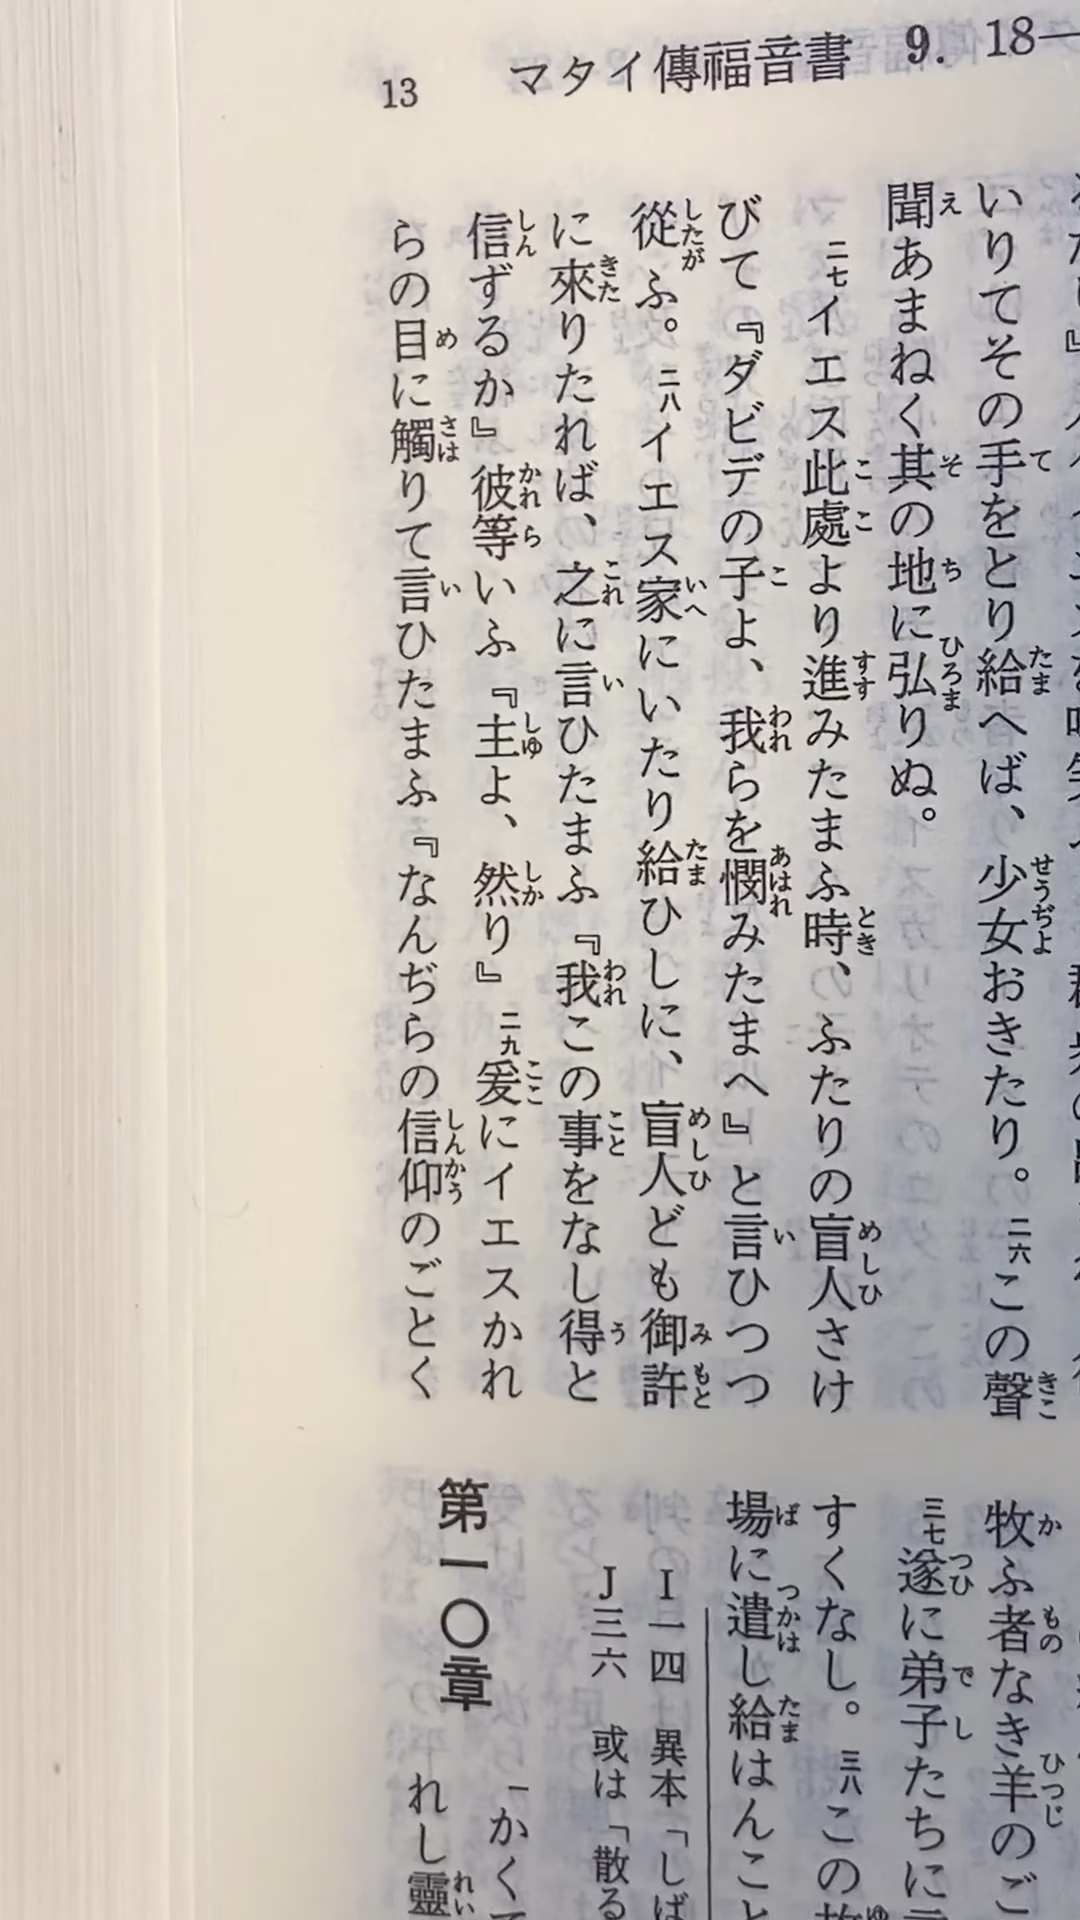 13
マタイ傳福音書 9. 18—
いりてその手をとり給へば、少女おきたり。二六この聲
聞あまねく其の地に弘りぬ。
二七イエス此處より進みたまふ時、ふたりの盲人さけ
びて『ダビデの子よ、我らを憫みたまへ』と言ひつつ
從ふ。二八イエス家にいたり給ひしに、盲人ども御許
に來りたれば、之に言ひたまふ『我この事をなし得と
信ずるか』彼等いふ『主よ、然り』二九爰にイエスかれ
らの目に觸りて言ひたまふ『なんぢらの信仰のごとく
牧ふ者なき羊のご
三七遂に弟子たちに
すくなし。三八この
場に遣し給はんこと
I一四 異本「しば
J三六 或は「散る
第一〇章
一かくて
れし靈